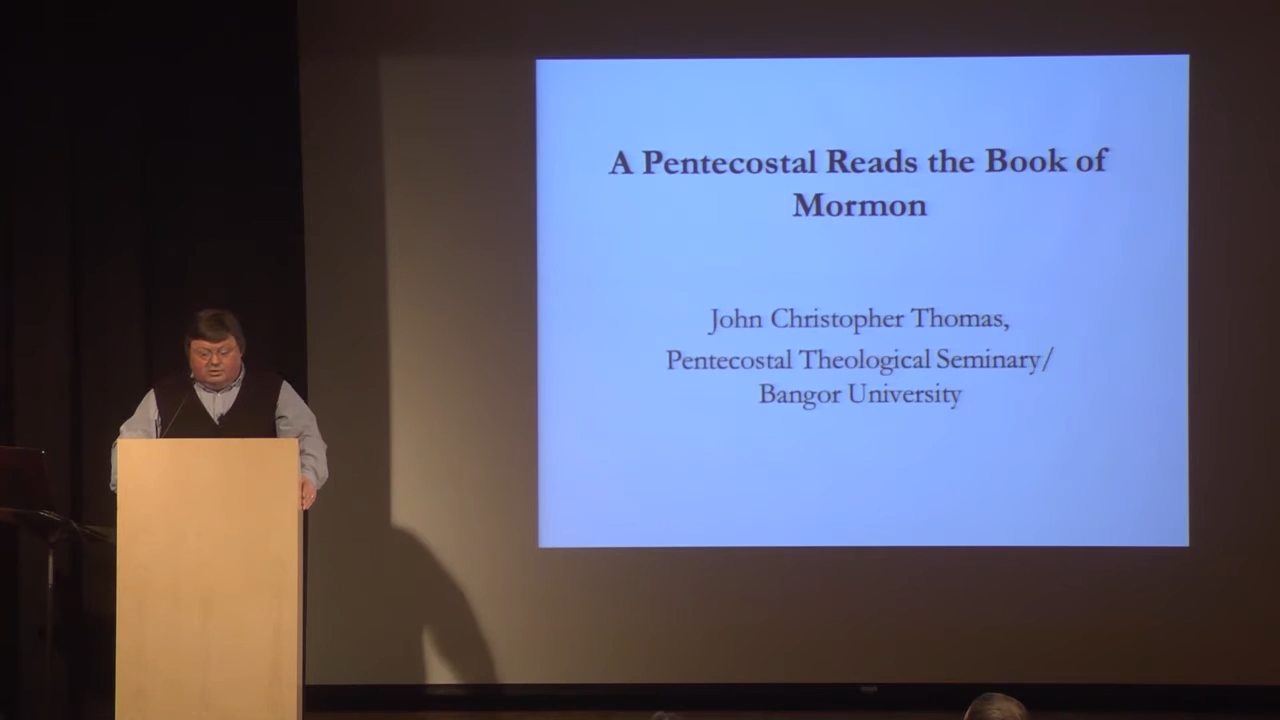 A Pentecostal Reads the Book of
Mormon
John Christopher Thomas,
Pentecostal Theological Seminary/
Bangor University